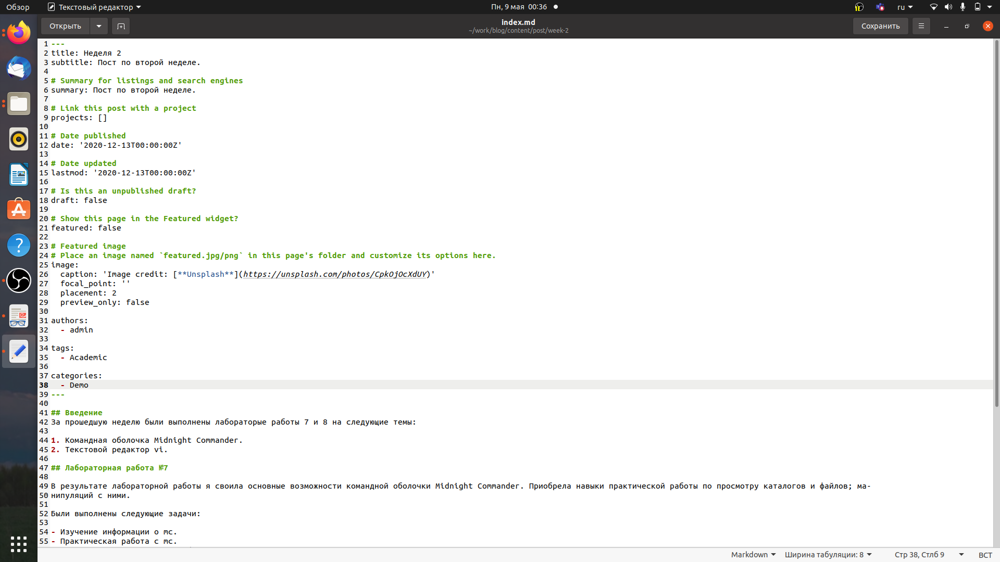 Обзор Текстовый редактор Пн, 9 мая 00:36 ru
Открыть index.md Сохранить
~/work/blog/content/post/week-2
1 ---
2 title: Неделя 2
3 subtitle: Пост по второй неделе.
4
5 # Summary for listings and search engines
6 summary: Пост по второй неделе.
7
8 # Link this post with a project
9 projects: []
10
11 # Date published
12 date: '2020-12-13T00:00:00Z'
13
14 # Date updated
15 lastmod: '2020-12-13T00:00:00Z'
16
17 # Is this an unpublished draft?
18 draft: false
19
20 # Show this page in the Featured widget?
21 featured: false
22
23 # Featured image
24 # Place an image named `featured.jpg/png` in this page's folder and customize its options here.
25 image:
26   caption: 'Image credit: [**Unsplash**](https://unsplash.com/photos/CpkOjOcXdUY)'
27   focal_point: ''
28   placement: 2
29   preview_only: false
30
31 authors:
32   - admin
33
34 tags:
35   - Academic
36
37 categories:
38   - Demo
39 ---
40
41 ## Введение
42 За прошедшую неделю были выполнены лабораторые работы 7 и 8 на следующие темы:
43
44 1. Командная оболочка Midnight Commander.
45 2. Текстовой редактор vi.
46
47 ## Лабораторная работа №7
48
49 В результате лабораторной работы я своила основные возможности командной оболочки Midnight Commander. Приобрела навыки практической работы по просмотру каталогов и файлов; ма-
50 нипуляций с ними.
51
52 Были выполнены следующие задачи:
53
54 - Изучение информации о mc.
55 - Практическая работа с mc.
Markdown Ширина табуляции: 8 Стр 38, Стлб 9 ВСТ